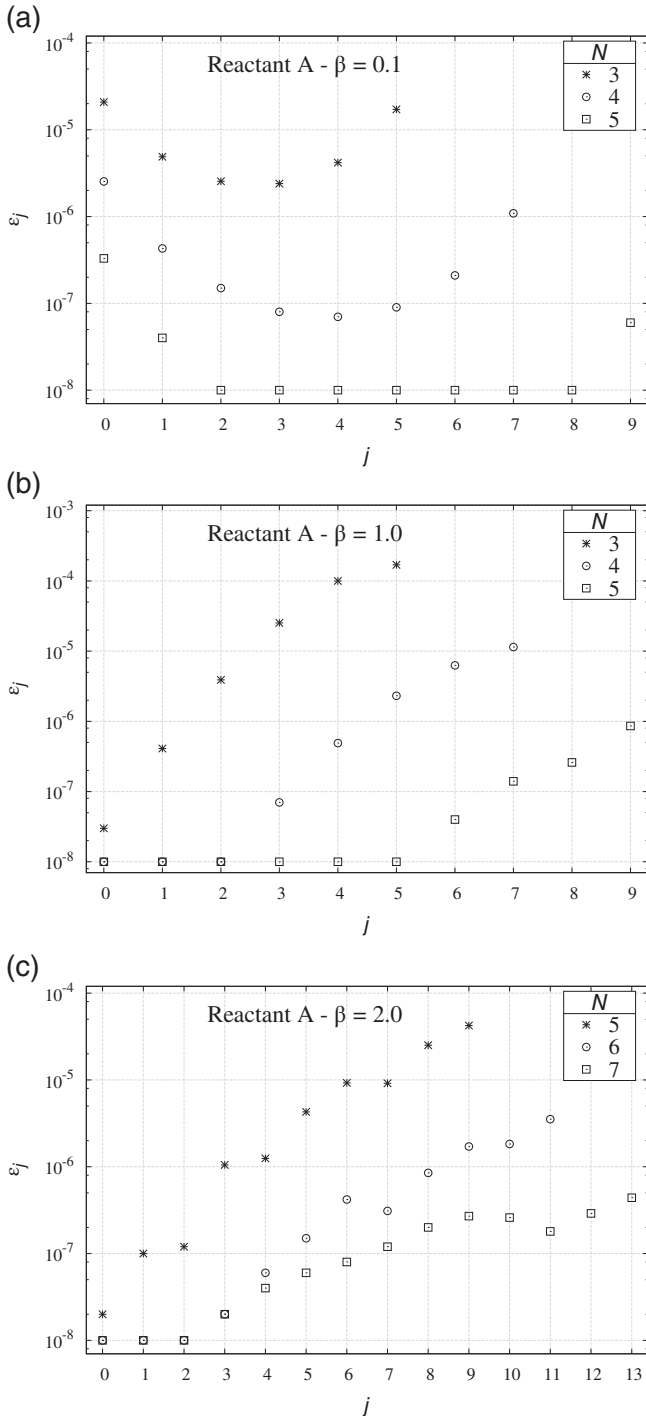 (a)
10⁻⁴
10⁻⁵
10⁻⁶
10⁻⁷
10⁻⁸
εj
Reactant A - β = 0.1
N
3
4
5
0 1 2 3 4 5 6 7 8 9
j
(b)
10⁻³
10⁻⁴
10⁻⁵
10⁻⁶
10⁻⁷
10⁻⁸
εj
Reactant A - β = 1.0
N
3
4
5
0 1 2 3 4 5 6 7 8 9
j
(c)
10⁻⁴
10⁻⁵
10⁻⁶
10⁻⁷
10⁻⁸
εj
Reactant A - β = 2.0
N
5
6
7
0 1 2 3 4 5 6 7 8 9 10 11 12 13
j